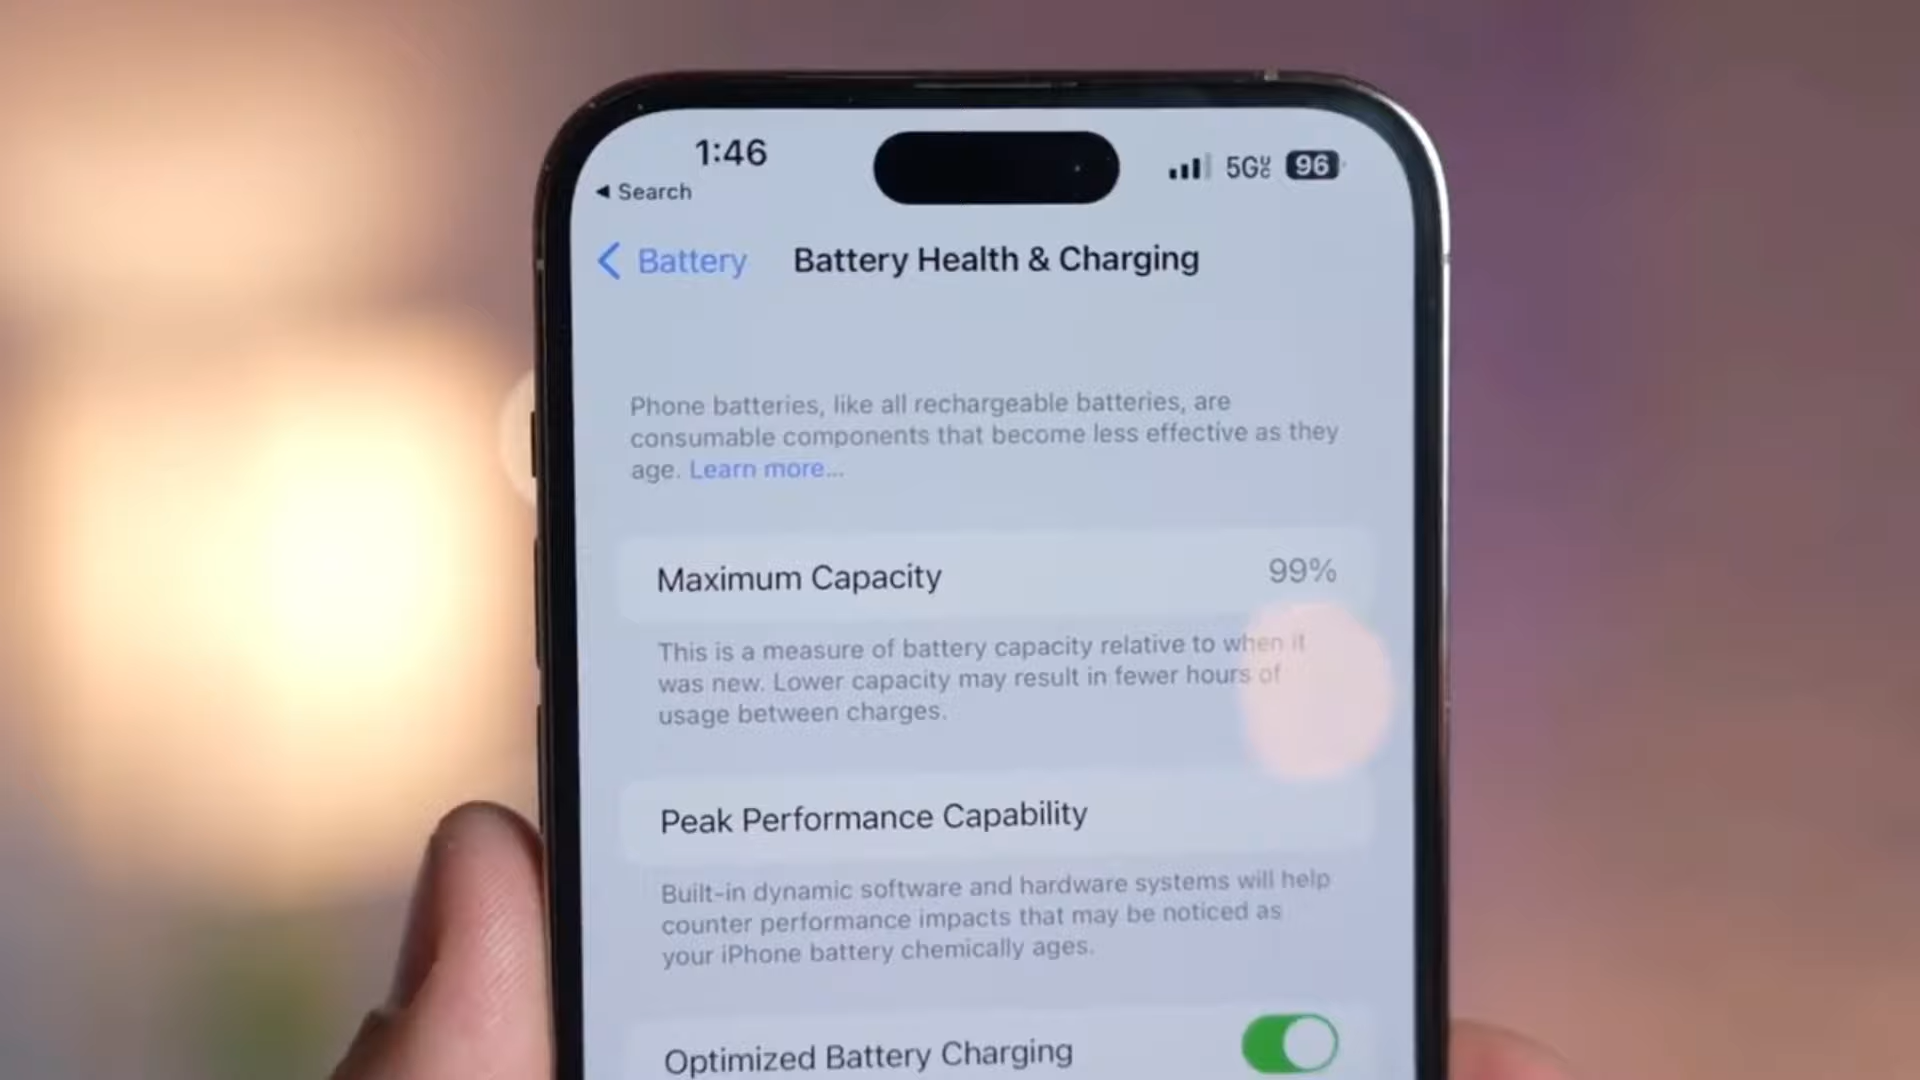 1:46
5G UC 96
◀ Search
Battery
Battery Health & Charging
Phone batteries, like all rechargeable batteries, are
consumable components that become less effective as they
age. Learn more...
Maximum Capacity 99%
This is a measure of battery capacity relative to when it
was new. Lower capacity may result in fewer hours of
usage between charges.
Peak Performance Capability
Built-in dynamic software and hardware systems will help
counter performance impacts that may be noticed as
your iPhone battery chemically ages.
Optimized Battery Charging